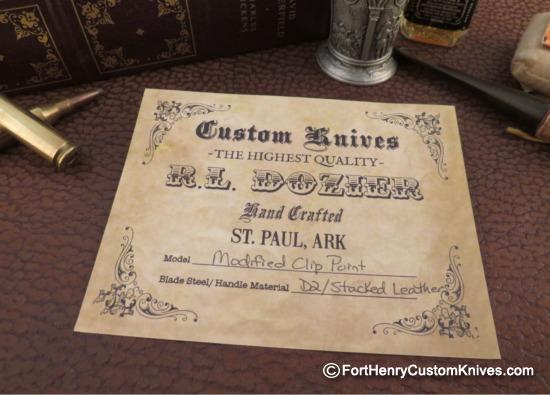 Custom Knives
-THE HIGHEST QUALITY-
R.L. DOZIER
Hand Crafted
ST. PAUL, ARK
Model Modified Clip Point
Blade Steel/Handle Material D2/Stacked Leather
©FortHenryCustomKnives.com